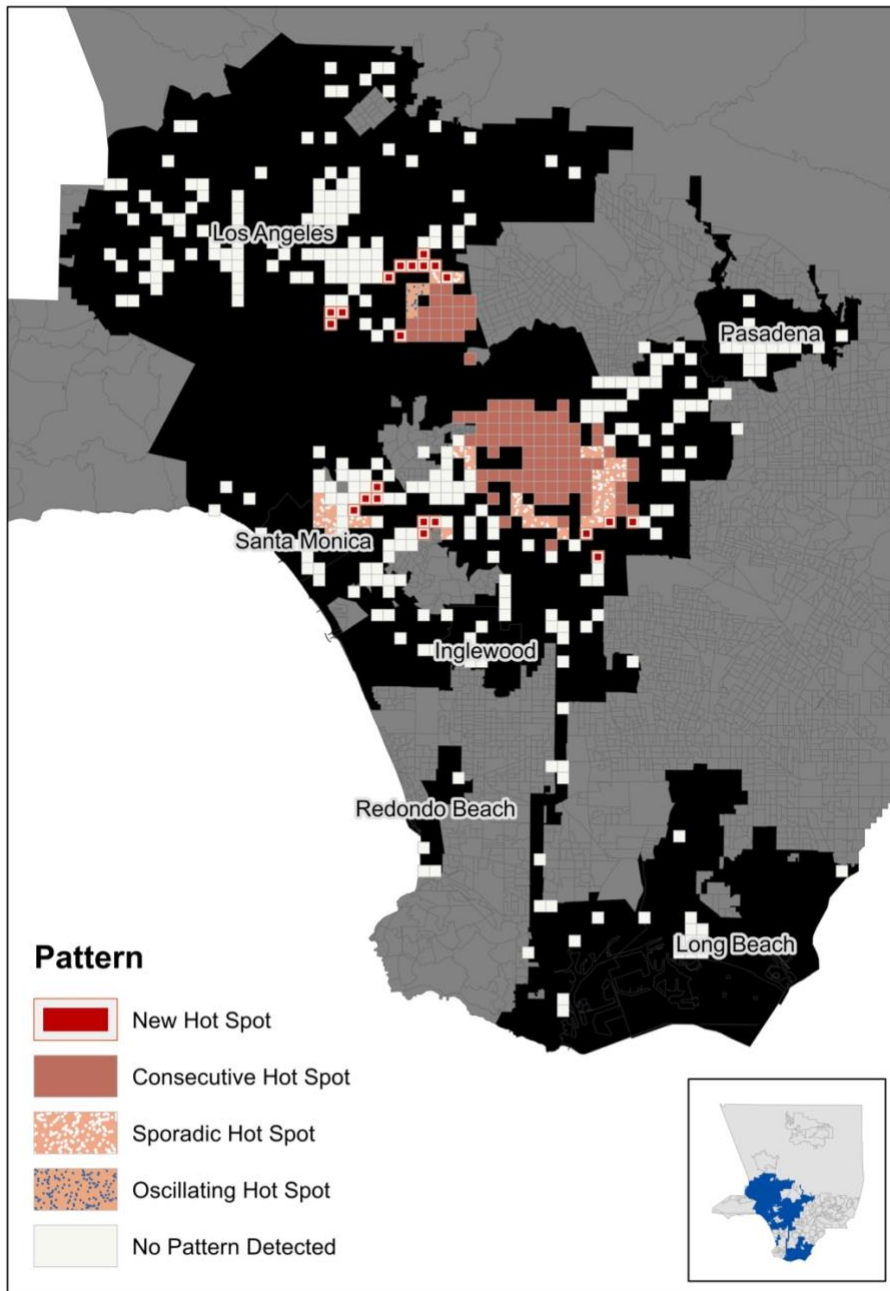 Los Angeles
Pasadena
Santa Monica
Inglewood
Redondo Beach
Long Beach
Pattern
New Hot Spot
Consecutive Hot Spot
Sporadic Hot Spot
Oscillating Hot Spot
No Pattern Detected